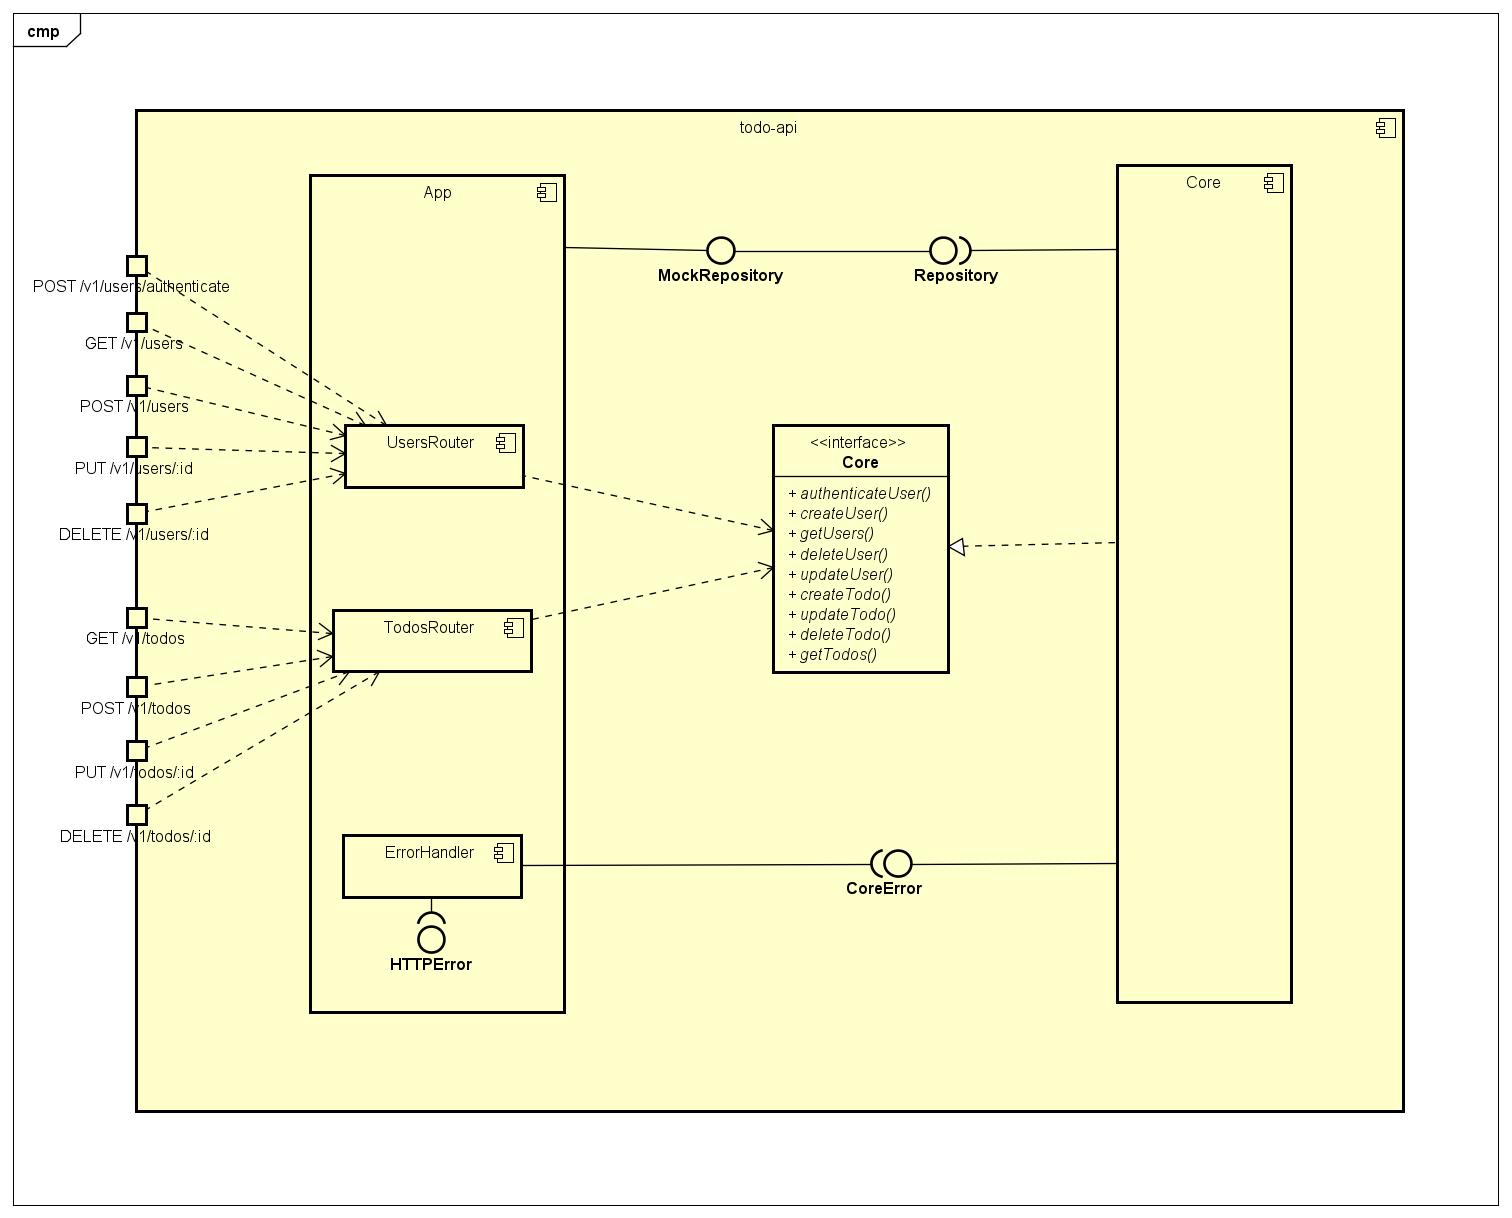 cmp
todo-api
App
Core
MockRepository
Repository
POST /v1/users/authenticate
GET /v1/users
POST /v1/users
PUT /v1/users/:id
DELETE /v1/users/:id
UsersRouter
<<interface>>
Core
+ authenticateUser()
+ createUser()
+ getUsers()
+ deleteUser()
+ updateUser()
+ createTodo()
+ updateTodo()
+ deleteTodo()
+ getTodos()
GET /v1/todos
POST /v1/todos
PUT /v1/todos/:id
DELETE /v1/todos/:id
TodosRouter
ErrorHandler
CoreError
HTTPError